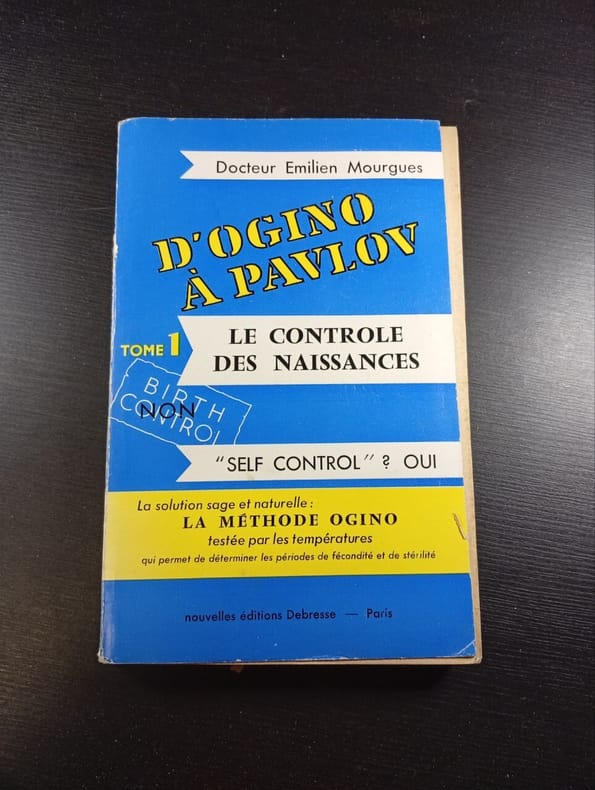 Docteur Emilien Mourgues
D'OGINO
À PAVLOV
TOME 1
LE CONTROLE
DES NAISSANCES
BIRTH
NON
CONTROL
"SELF CONTROL" ? OUI
La solution sage et naturelle :
LA MÉTHODE OGINO
testée par les températures
qui permet de déterminer les périodes de fécondité et de stérilité
nouvelles éditions Debresse — Paris